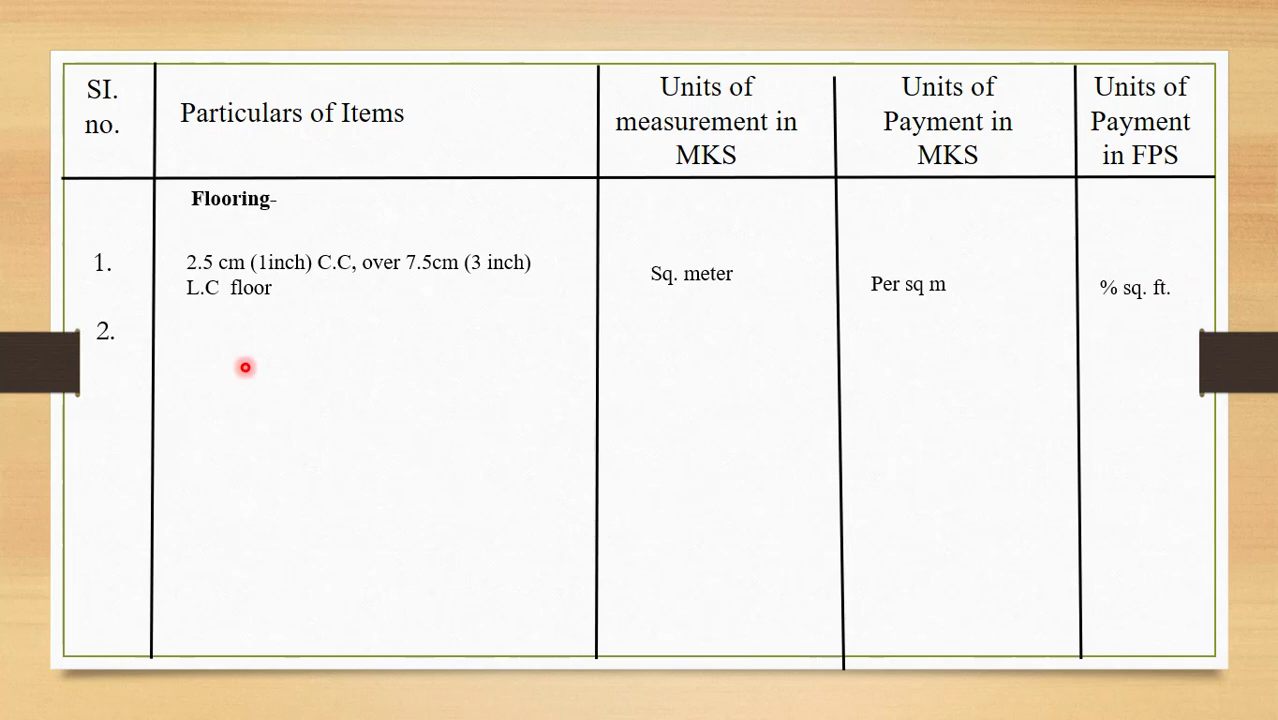 SI.
no.
Particulars of Items
Units of
measurement in
MKS
Units of
Payment in
MKS
Units of
Payment
in FPS
Flooring-
1.
2.5 cm (1inch) C.C, over 7.5cm (3 inch)
L.C floor
Sq. meter
Per sq m
% sq. ft.
2.